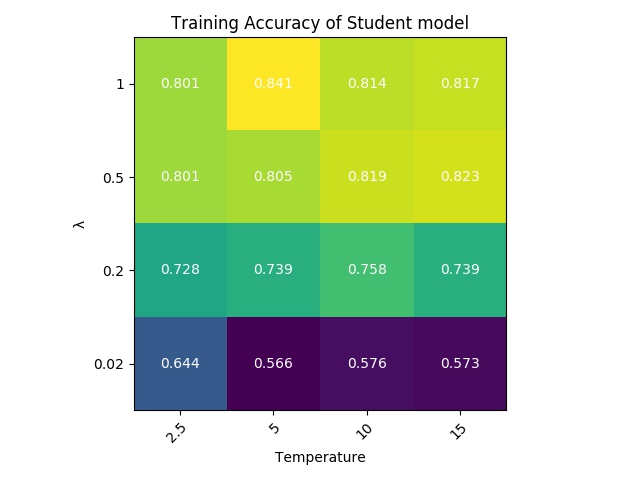 Training Accuracy of Student model
1 0.801 0.841 0.814 0.817
0.5 0.801 0.805 0.819 0.823
λ
0.2 0.728 0.739 0.758 0.739
0.02 0.644 0.566 0.576 0.573
2.5 5 10 15
Temperature